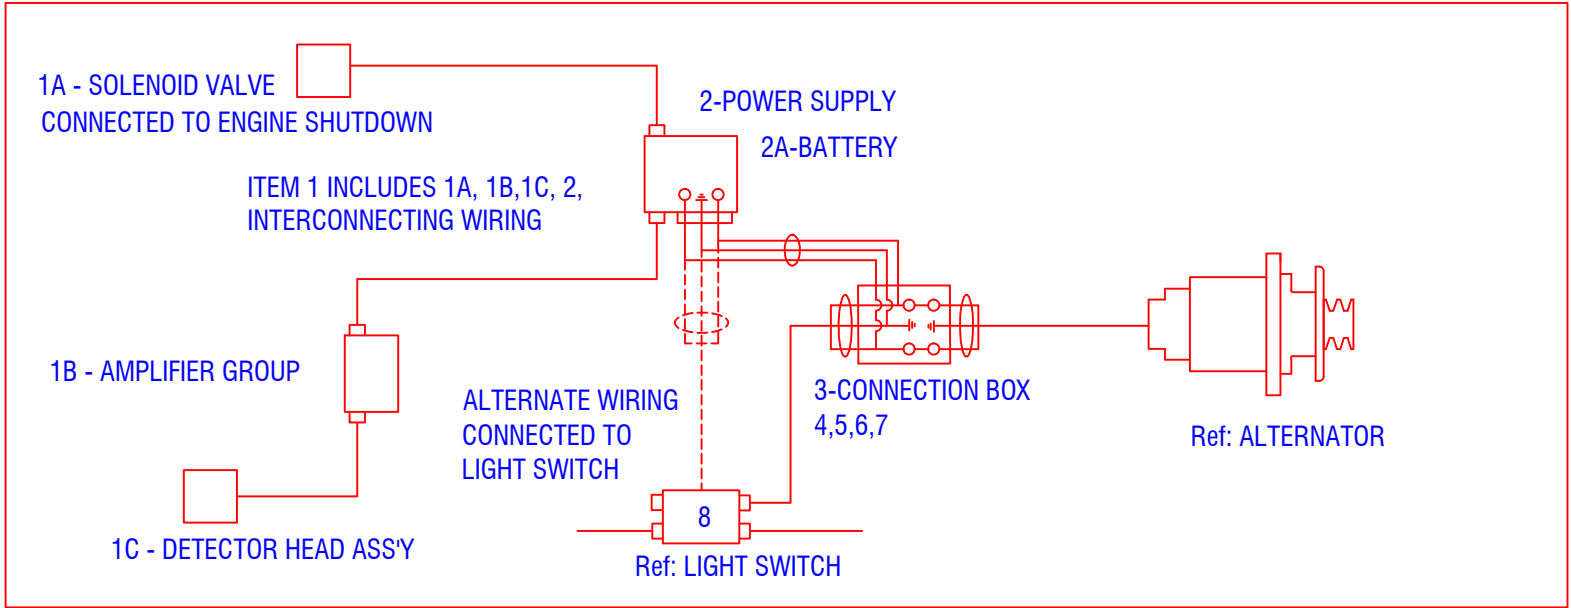 1A - SOLENOID VALVE
CONNECTED TO ENGINE SHUTDOWN
2-POWER SUPPLY
2A-BATTERY
ITEM 1 INCLUDES 1A, 1B,1C, 2,
INTERCONNECTING WIRING
1B - AMPLIFIER GROUP
ALTERNATE WIRING
CONNECTED TO
LIGHT SWITCH
3-CONNECTION BOX
4,5,6,7
Ref: ALTERNATOR
8
1C - DETECTOR HEAD ASS'Y
Ref: LIGHT SWITCH